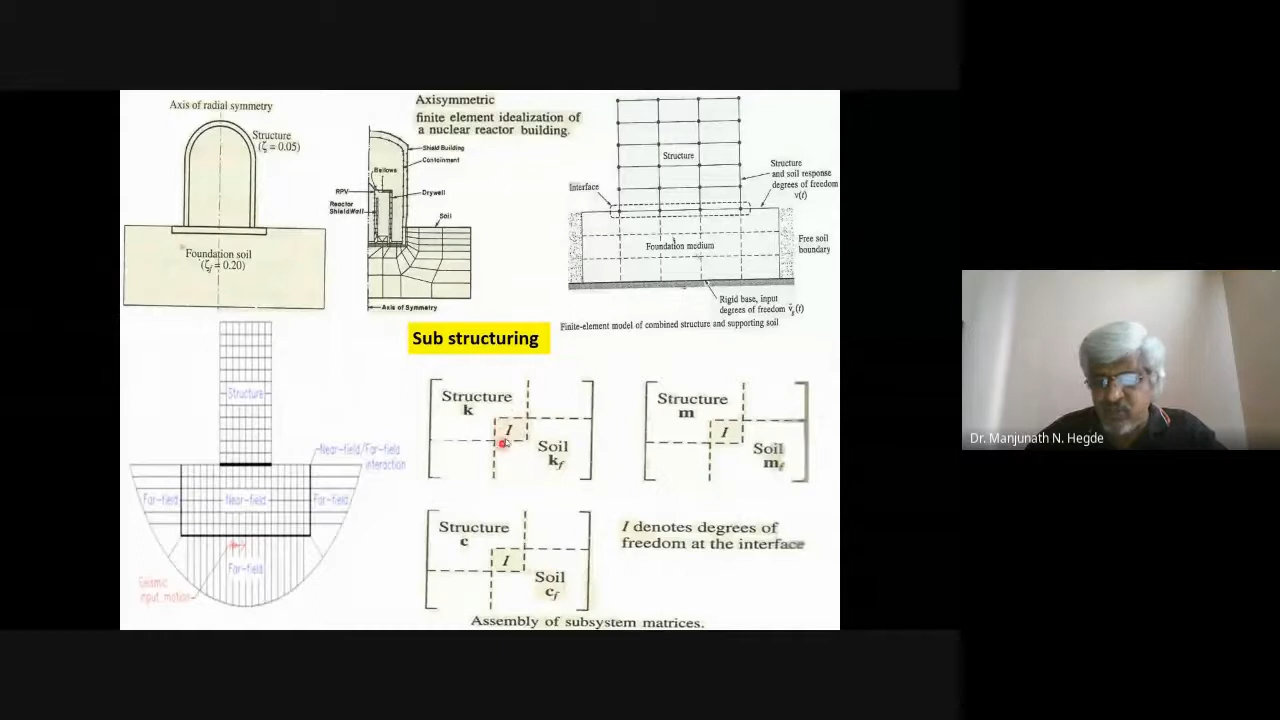 Axis of radial symmetry
Structure
(ζ = 0.05)
Foundation soil
(ζf = 0.20)
Axisymmetric
finite element idealization of
a nuclear reactor building.
Shield Building
Containment
Bellows
RPV
Drywell
Reactor
Shield Wall
Soil
Axis of Symmetry
Structure
Structure
and soil response
degrees of freedom
v(t)
Interface
Foundation medium
Free soil
boundary
Rigid base, input
degrees of freedom
Finite-element model of combined structure and supporting soil
Sub structuring
Structure
Near-field/Far-field
interaction
Far-field
Near-field
Far-field
Far-field
Seismic
input motion
Structure
k
I
Soil
kf
Structure
m
I
Soil
mf
Structure
c
I
Soil
cf
I denotes degrees of
freedom at the interface
Assembly of subsystem matrices.
Dr. Manjunath N. Hegde